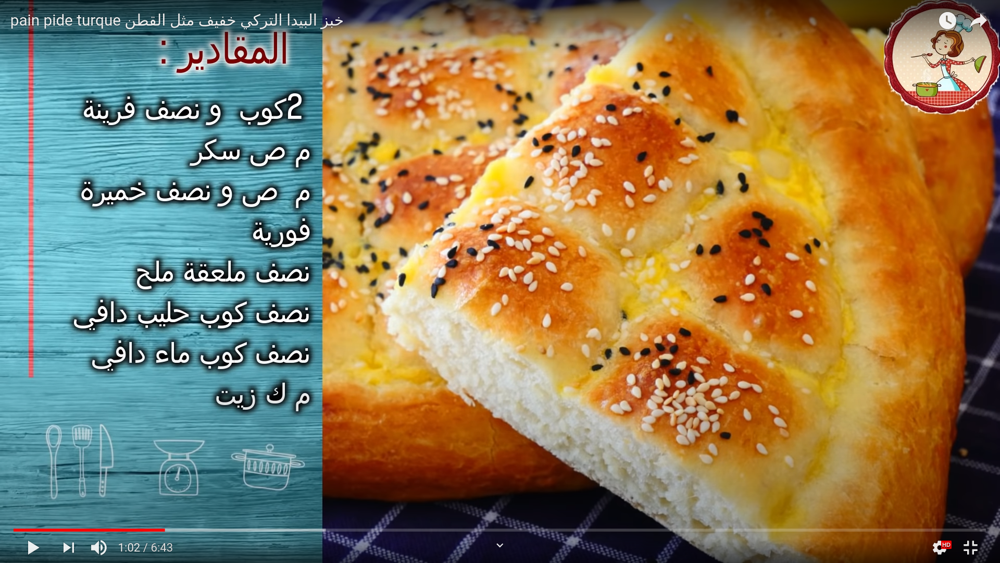 pain pide turque خبز البيدا التركي خفيف مثل القطن
المقادير :
2كوب و نصف فرينة
م ص سكر
م ص و نصف خميرة
فورية
نصف ملعقة ملح
نصف كوب حليب دافي
نصف كوب ماء دافي
م ك زيت
1:02 / 6:43
HD